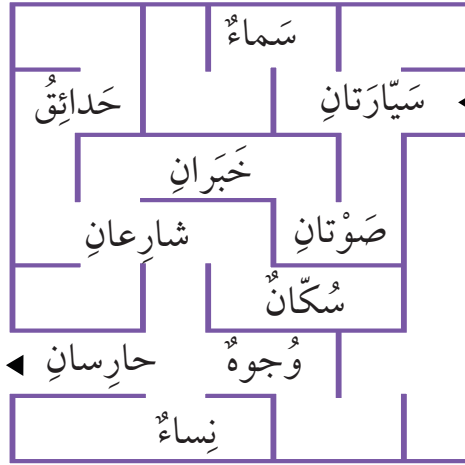 سَماءٌ
سَيّارَتانِ
حَدائِقُ
خَبَرانِ
صَوْتانِ
شارِعانِ
سُكّانٌ
وُجوهٌ
حارِسانِ
نِساءٌ